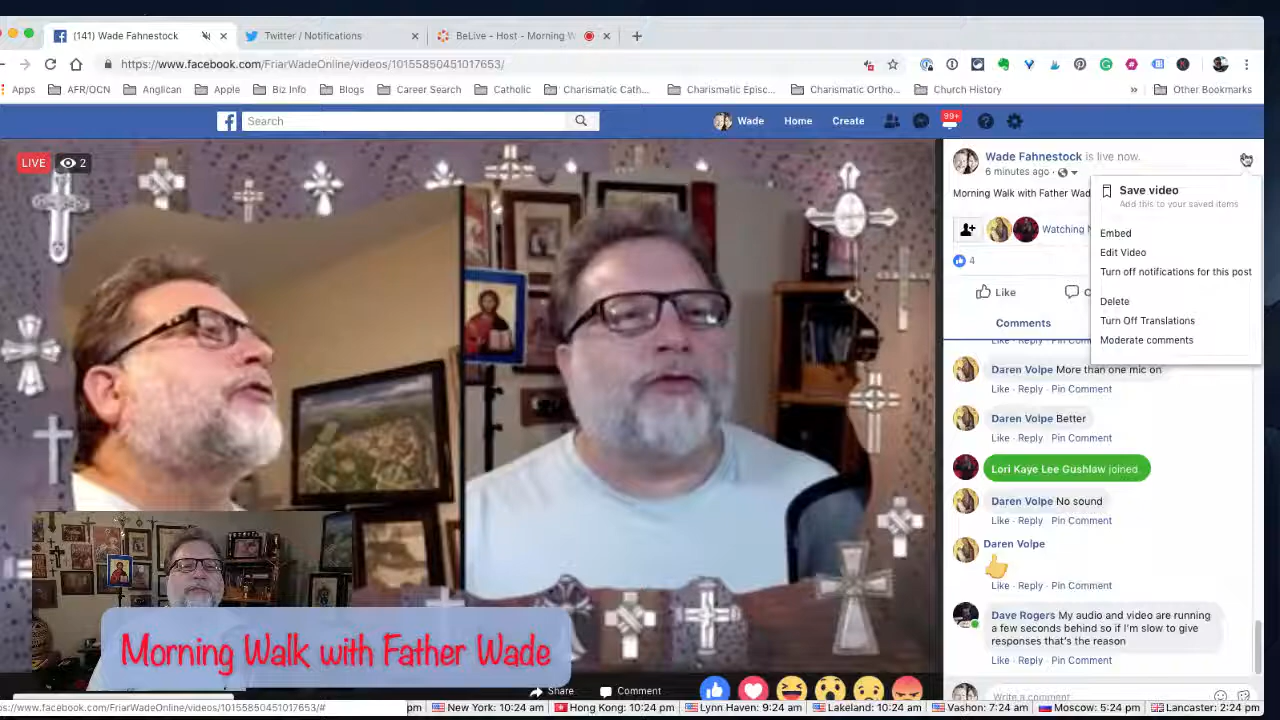 (141) Wade Fahnestock
Twitter / Notifications
BeLive - Host - Morning W
https://www.facebook.com/FriarWadeOnline/videos/10155850451017653/
Apps
AFR/OCN
Anglican
Apple
Biz Info
Blogs
Career Search
Catholic
Charismatic Cath...
Charismatic Episc...
Charismatic Ortho...
Church History
»
Other Bookmarks
Search
Wade
Home
Create
99+
LIVE
2
Wade Fahnestock is live now.
6 minutes ago ·
Morning Walk with Father Wad
Watching
4
Like
Comments
Save video
Add this to your saved items
Embed
Edit Video
Turn off notifications for this post
Delete
Turn Off Translations
Moderate comments
Like · Reply · Pin Com
Daren Volpe More than one mic on
Like · Reply · Pin Comment
Daren Volpe Better
Like · Reply · Pin Comment
Lori Kaye Lee Gushlaw joined
Daren Volpe No sound
Like · Reply · Pin Comment
Daren Volpe
Like · Reply · Pin Comment
Dave Rogers My audio and video are running
a few seconds behind so if I'm slow to give
responses that's the reason
Like · Reply · Pin Comment
Write a comment
Morning Walk with Father Wade
Share
Comment
ps://www.facebook.com/FriarWadeOnline/videos/10155850451017653/#
pm
New York: 10:24 am
Hong Kong: 10:24 pm
Lynn Haven: 9:24 am
Lakeland: 10:24 am
Vashon: 7:24 am
Moscow: 5:24 pm
Lancaster: 2:24 pm